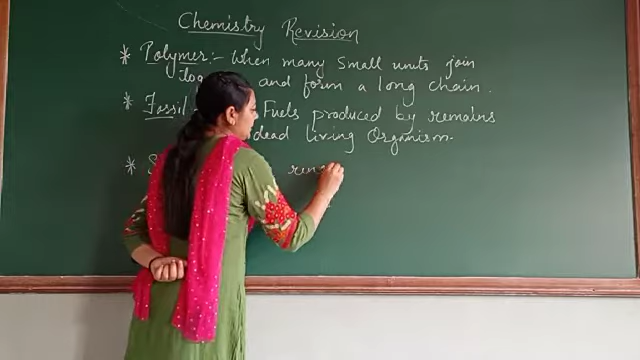 Chemistry Revision
* Polymer:- When many small units join
and form a long chain.
* Fossil Fuels produced by remains
dead living Organism.
*